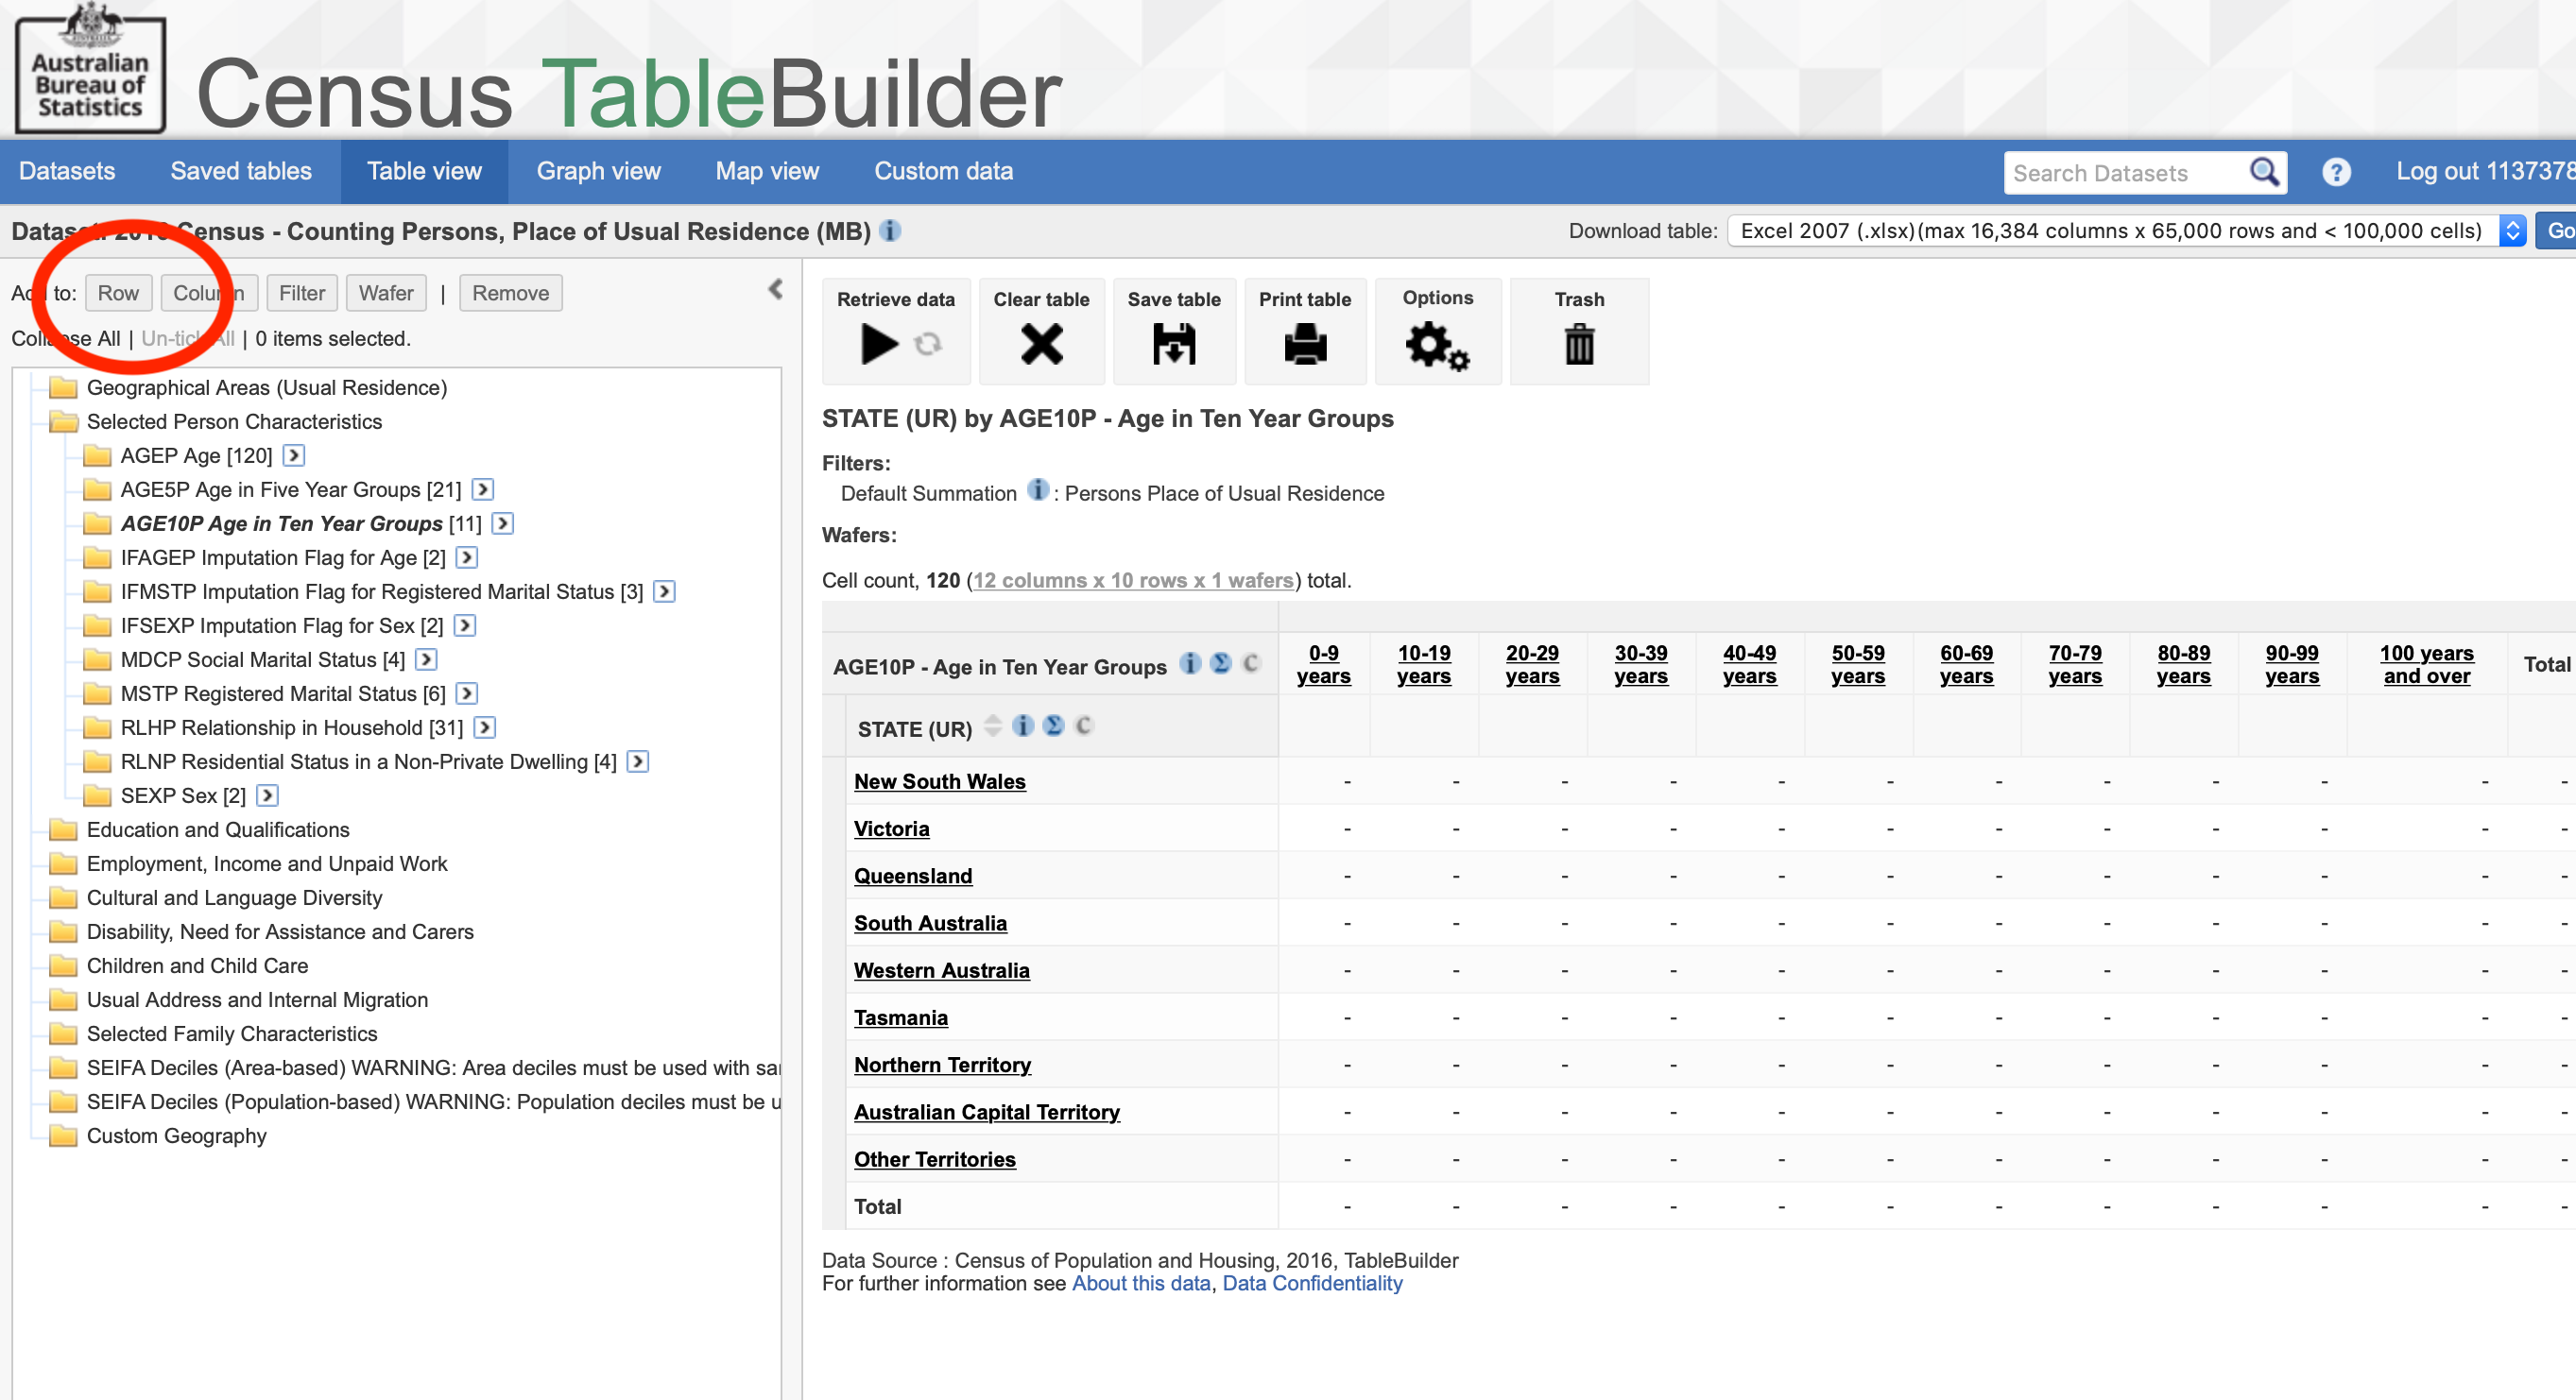 Australian
Bureau of
Statistics
Census TableBuilder
Datasets Saved tables Table view Graph view Map view Custom data Search Datasets ? Log out 1137378
Dataset: 2016 Census - Counting Persons, Place of Usual Residence (MB) i Download table: Excel 2007 (.xlsx)(max 16,384 columns x 65,000 rows and < 100,000 cells) Go
Add to: Row Column Filter Wafer | Remove
Collapse All | Un-tick All | 0 items selected.
Geographical Areas (Usual Residence)
Selected Person Characteristics
AGEP Age [120]
AGE5P Age in Five Year Groups [21]
AGE10P Age in Ten Year Groups [11]
IFAGEP Imputation Flag for Age [2]
IFMSTP Imputation Flag for Registered Marital Status [3]
IFSEXP Imputation Flag for Sex [2]
MDCP Social Marital Status [4]
MSTP Registered Marital Status [6]
RLHP Relationship in Household [31]
RLNP Residential Status in a Non-Private Dwelling [4]
SEXP Sex [2]
Education and Qualifications
Employment, Income and Unpaid Work
Cultural and Language Diversity
Disability, Need for Assistance and Carers
Children and Child Care
Usual Address and Internal Migration
Selected Family Characteristics
SEIFA Deciles (Area-based) WARNING: Area deciles must be used with
SEIFA Deciles (Population-based) WARNING: Population deciles must be
Custom Geography
Retrieve data Clear table Save table Print table Options Trash
STATE (UR) by AGE10P - Age in Ten Year Groups
Filters:
Default Summation i : Persons Place of Usual Residence
Wafers:
Cell count, 120 (12 columns x 10 rows x 1 wafers) total.
AGE10P - Age in Ten Year Groups i Σ C 0-9 years 10-19 years 20-29 years 30-39 years 40-49 years 50-59 years 60-69 years 70-79 years 80-89 years 90-99 years 100 years and over Total
STATE (UR) i Σ C
New South Wales - - - - - - - - - - - -
Victoria - - - - - - - - - - - -
Queensland - - - - - - - - - - - -
South Australia - - - - - - - - - - - -
Western Australia - - - - - - - - - - - -
Tasmania - - - - - - - - - - - -
Northern Territory - - - - - - - - - - - -
Australian Capital Territory - - - - - - - - - - - -
Other Territories - - - - - - - - - - - -
Total - - - - - - - - - - - -
Data Source : Census of Population and Housing, 2016, TableBuilder
For further information see About this data, Data Confidentiality